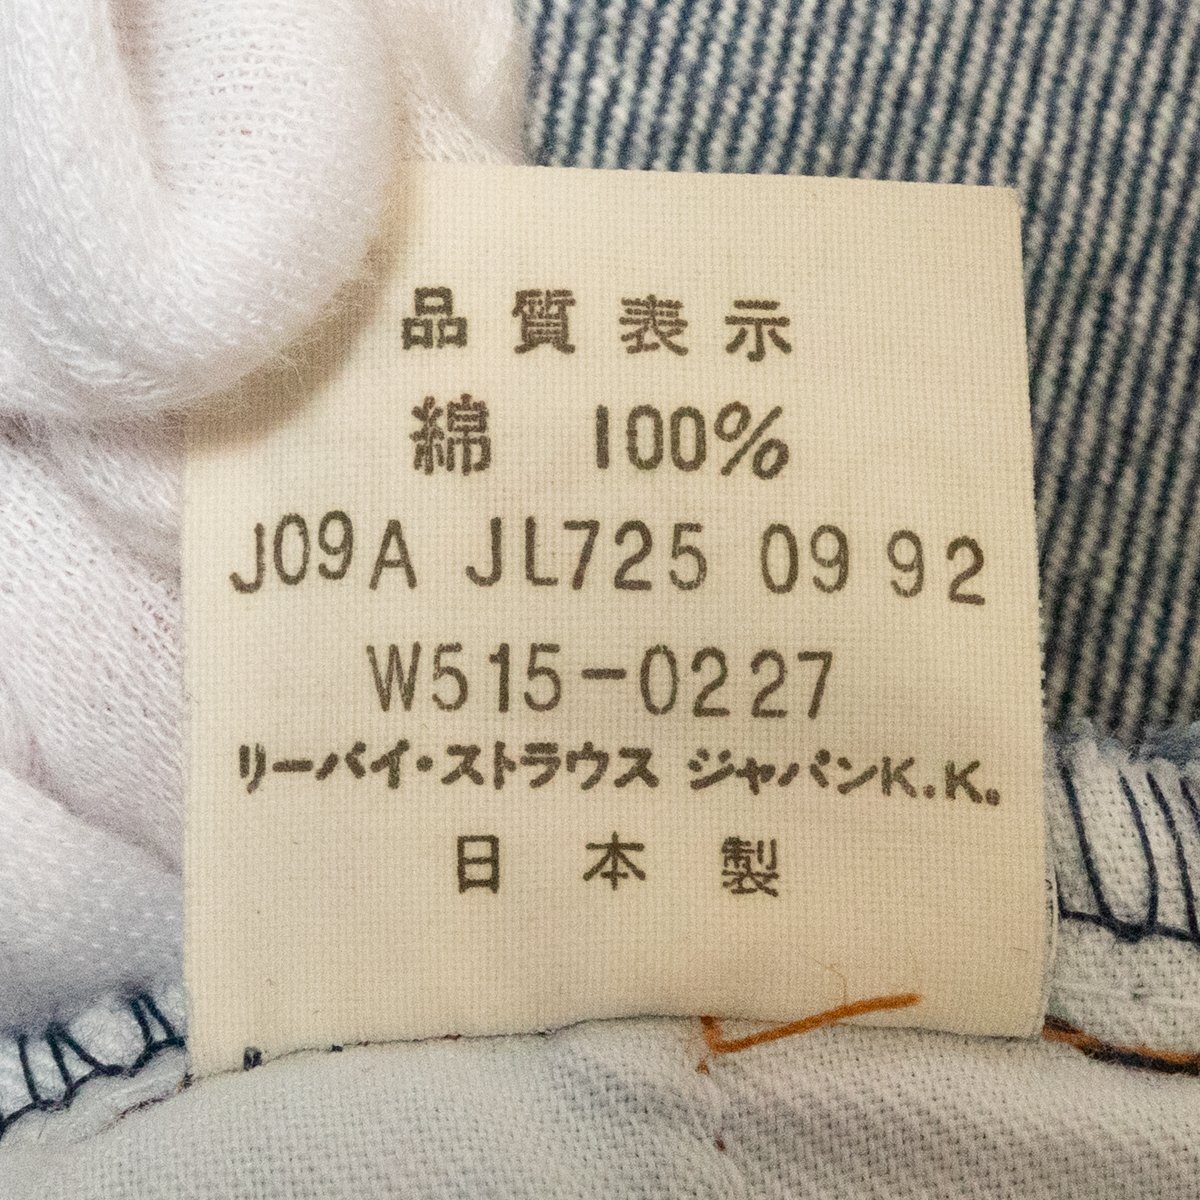 品質表示
綿 100%
J09A JL725 09 92
W515-0227
リーバイ・ストラウス ジャパンK.K.
日本製